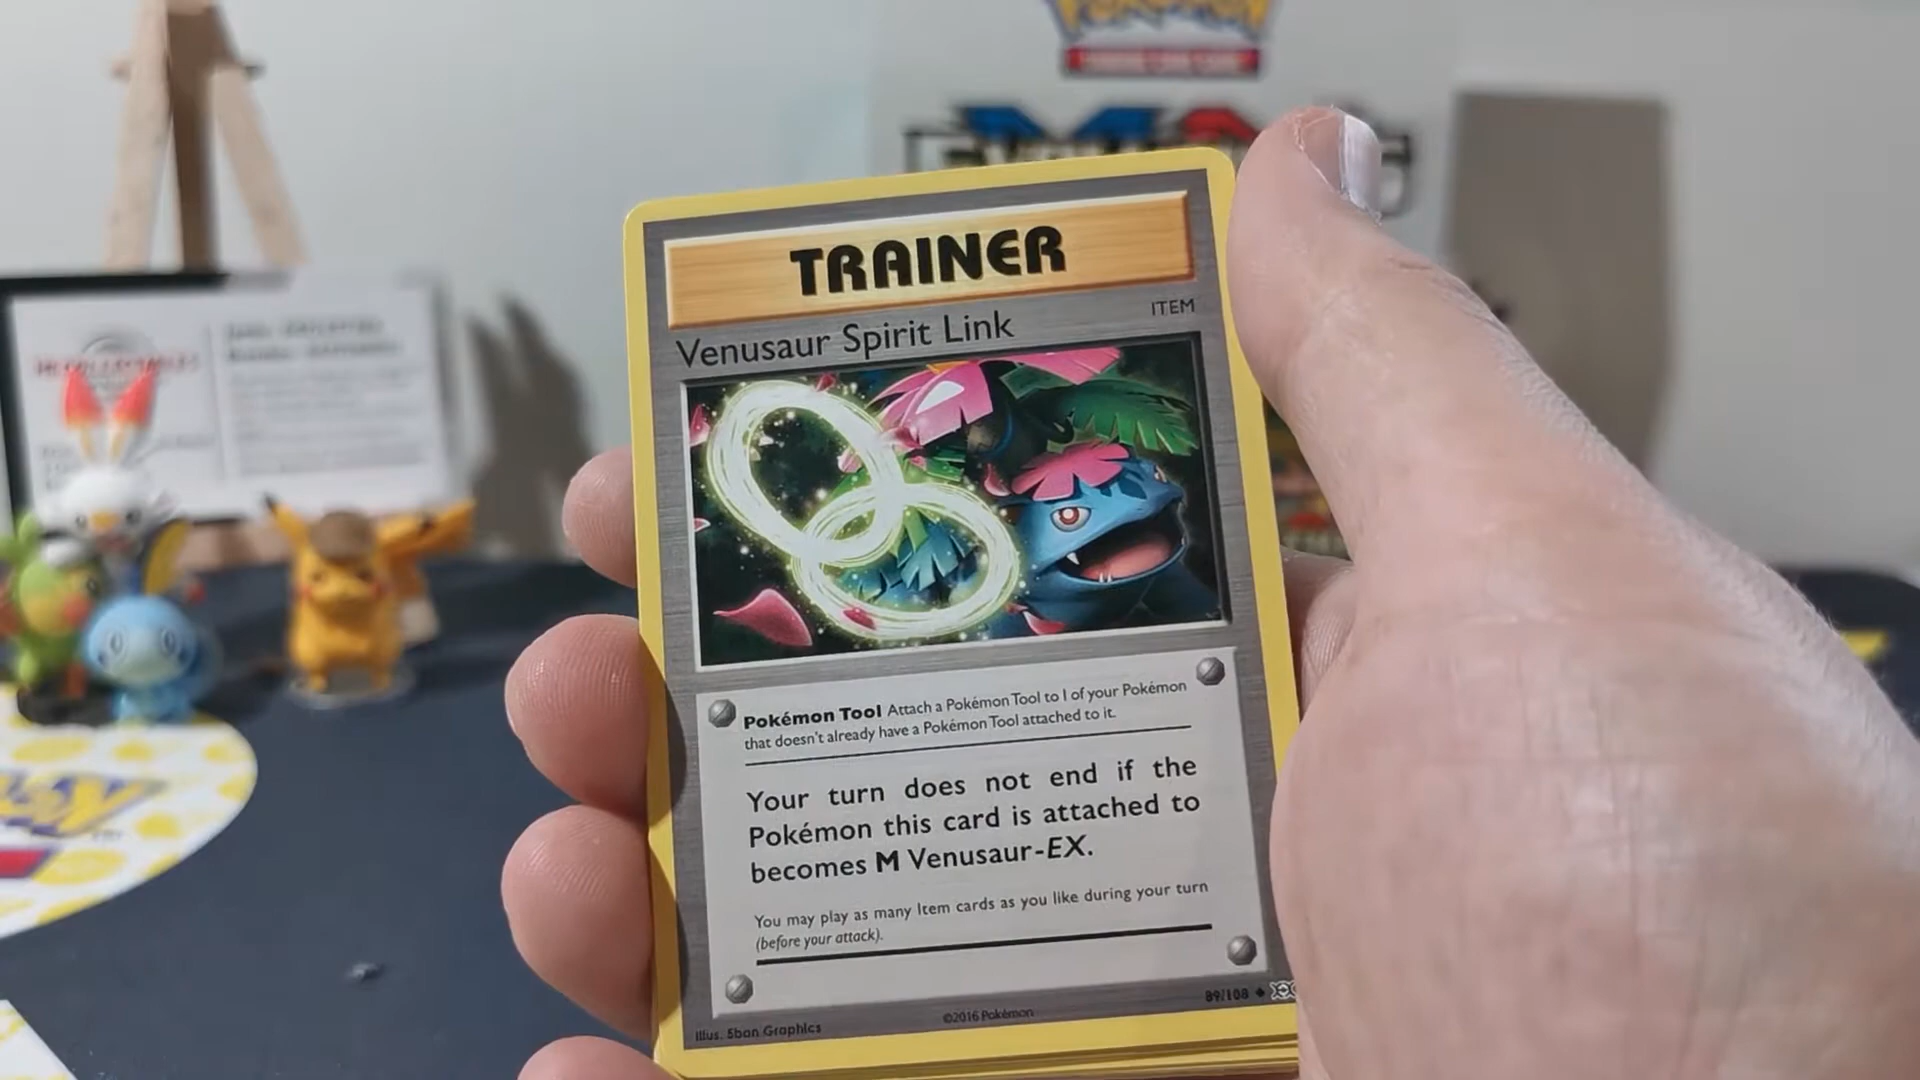 TRAINER
ITEM
Venusaur Spirit Link
Pokémon Tool Attach a Pokémon Tool to 1 of your Pokémon
that doesn't already have a Pokémon Tool attached to it.
Your turn does not end if the
Pokémon this card is attached to
becomes M Venusaur-EX.
You may play as many Item cards as you like during your turn
(before your attack).
89/108
Illus. 5ban Graphics
©2016 Pokémon